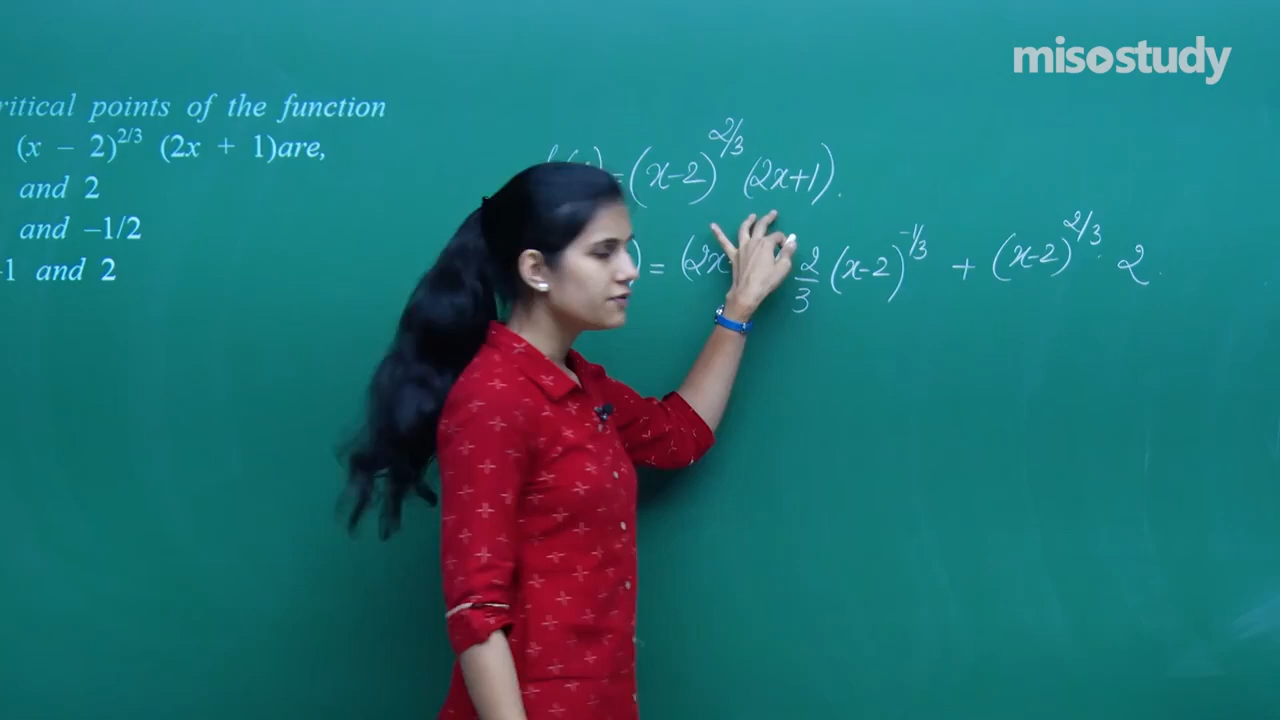 misostudy
ritical points of the function
(x – 2)^{2/3} (2x + 1)are,
and 2
and –1/2
-1 and 2
= (x-2)^{2/3} (2x+1).
) = (2x 2/3 (x-2)^{-1/3} + (x-2)^{2/3} · 2.